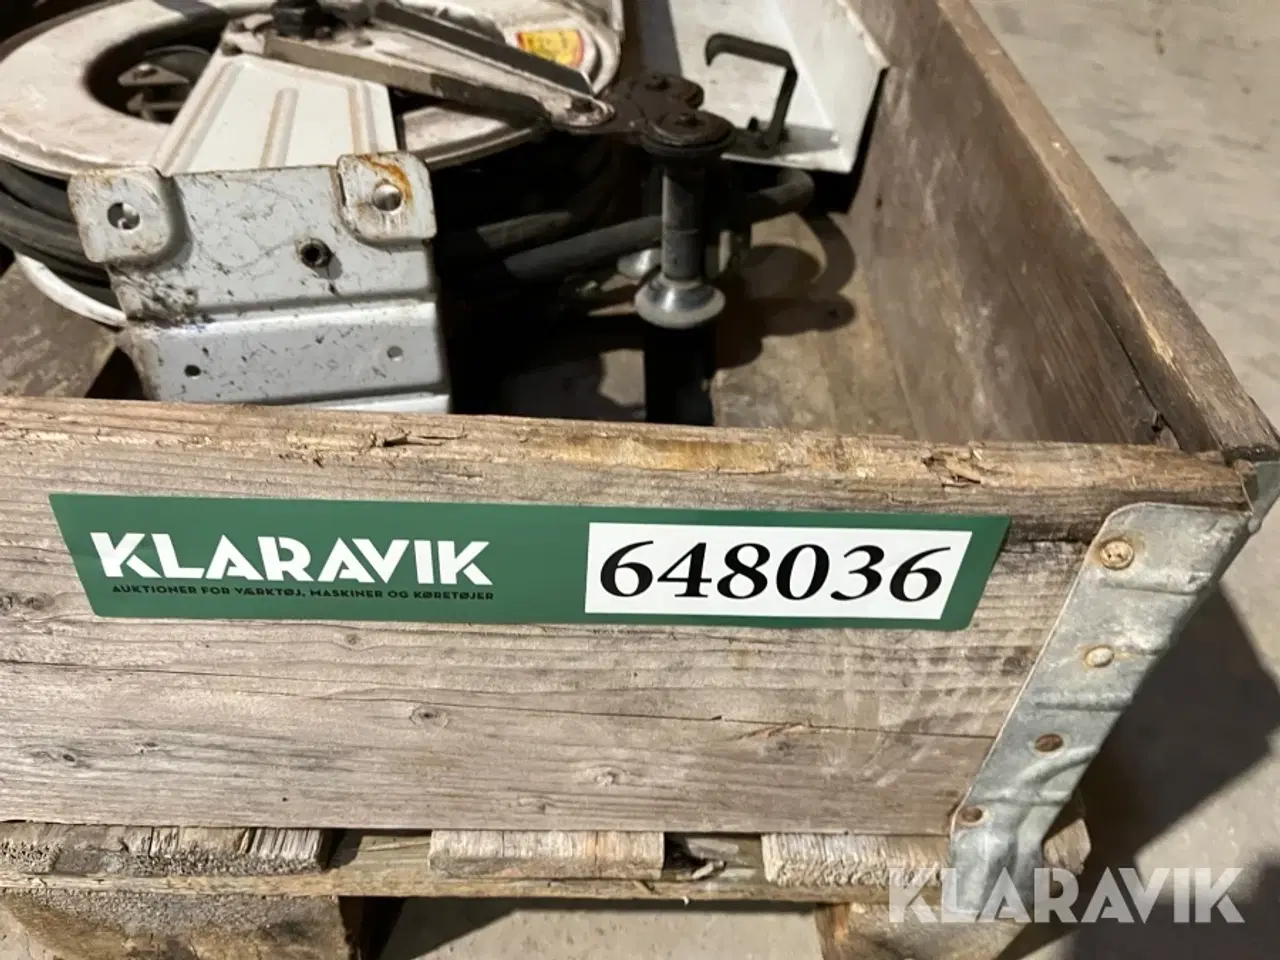 KLARAVIK
AUKTIONER FOR VÆRKTØJ, MASKINER OG KØRETØJER
648036
KLARAVIK